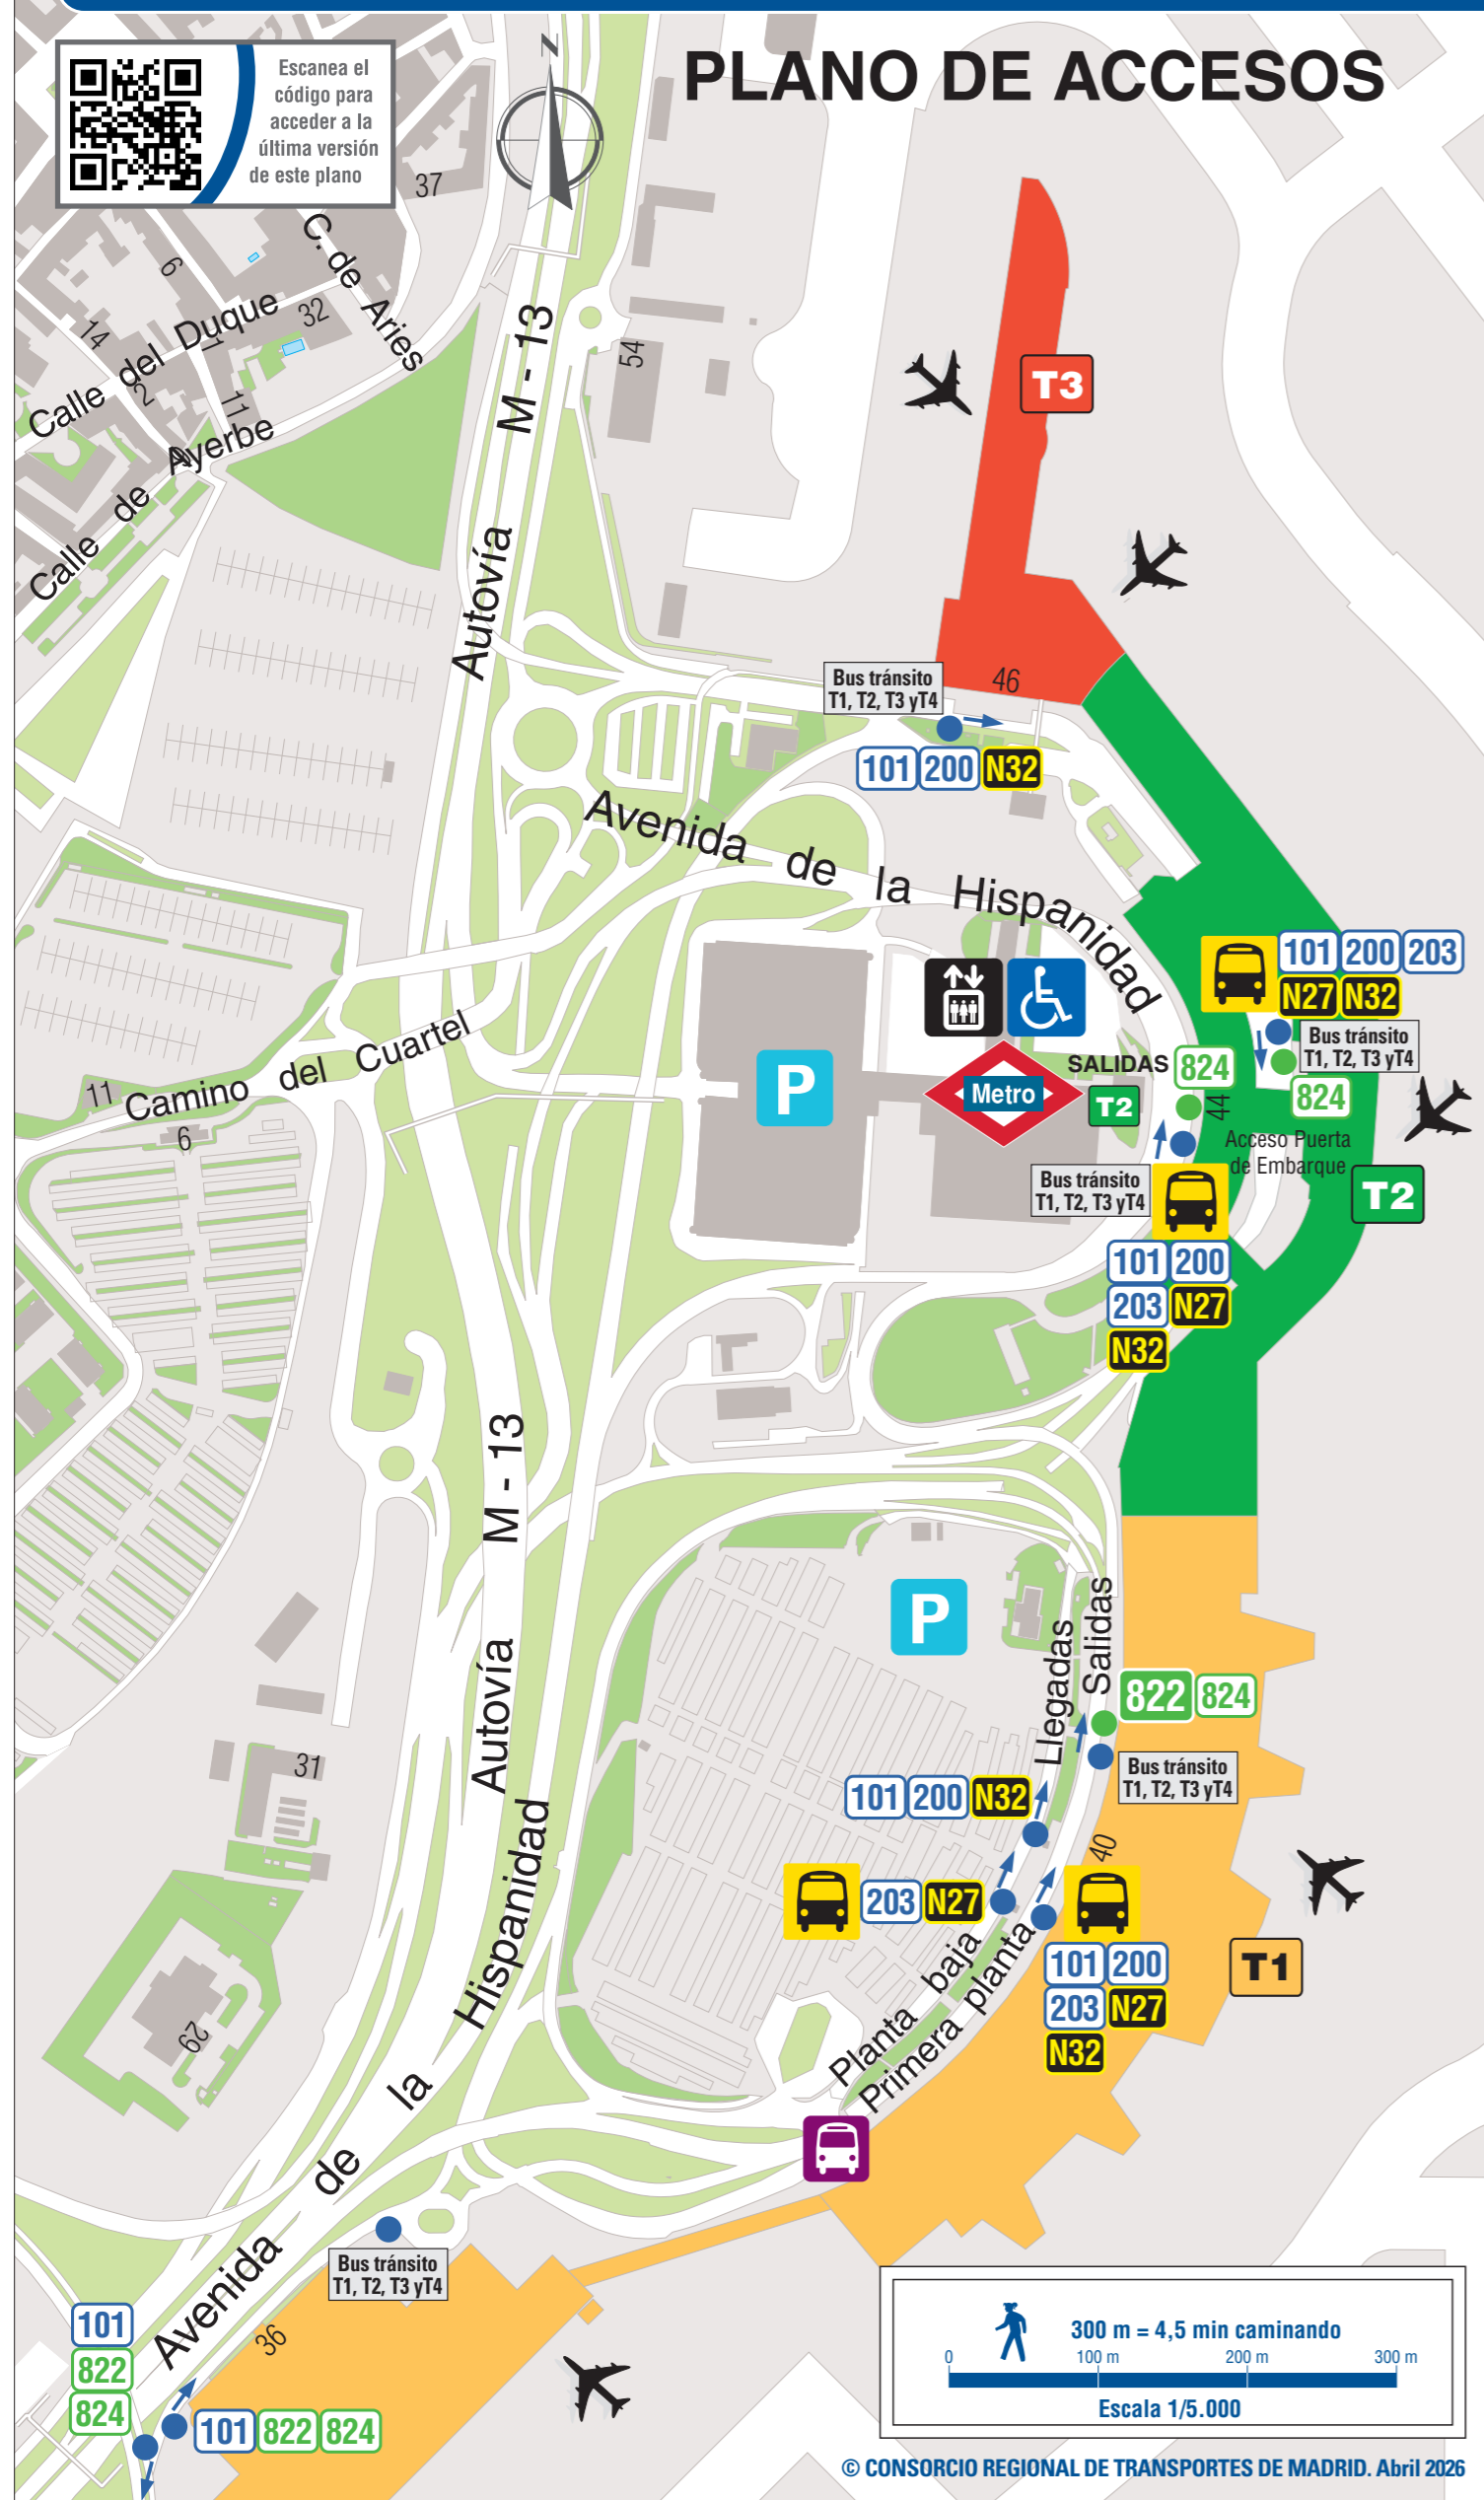 PLANO DE ACCESOS
Escanea el
código para
acceder a la
última versión
de este plano
N
37
C. de Aries
6
32
14
Calle del Duque
1
2
11
Calle de Ayerbe
54
M - 13
Autovía
T3
46
Bus tránsito
T1, T2, T3 yT4
101 200 N32
Avenida de la Hispanidad
101 200 203
N27 N32
Bus tránsito
T1, T2, T3 yT4
824
SALIDAS 824
T2
Metro
P
44
Acceso Puerta
de Embarque
T2
Bus tránsito
T1, T2, T3 yT4
101 200
203 N27
N32
11
Camino del Cuartel
6
M - 13
Autovía
P
Llegadas
Salidas
822 824
Bus tránsito
T1, T2, T3 yT4
101 200 N32
40
203 N27
101 200
203 N27
N32
T1
Planta baja
Primera planta
31
29
Avenida de la Hispanidad
Bus tránsito
T1, T2, T3 yT4
36
101
822
824
101 822 824
300 m = 4,5 min caminando
0 100 m 200 m 300 m
Escala 1/5.000
© CONSORCIO REGIONAL DE TRANSPORTES DE MADRID. Abril 2026